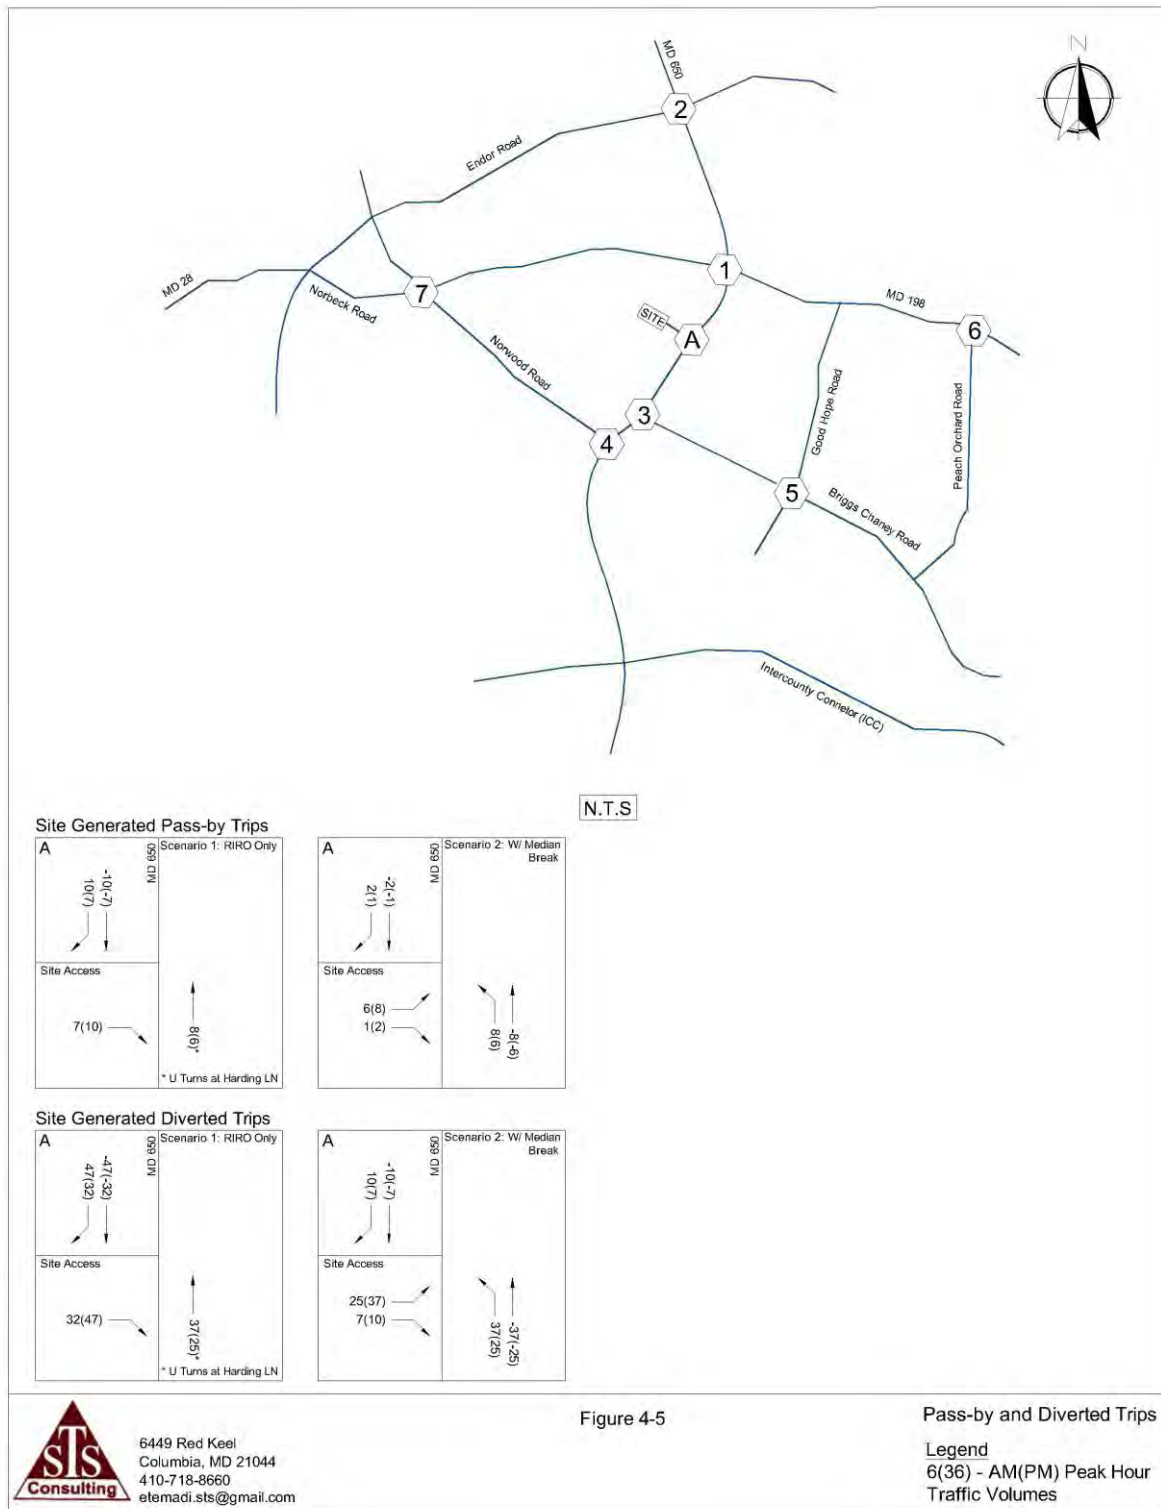 N
MD 650
2
Endor Road
1
MD 28
Norbeck Road
7
MD 198
SITE
A
6
Norwood Road
3
Good Hope Road
Peach Orchard Road
4
5
Briggs Chaney Road
Intercounty Connetor (ICC)
N.T.S
Site Generated Pass-by Trips
A
MD 650
Scenario 1: RIRO Only
-10(-7)
10(7)
Site Access
7(10)
8(6)*
* U Turns at Harding LN
A
MD 650
Scenario 2: W/ Median
Break
-2(-1)
2(1)
Site Access
6(8)
1(2)
8(6)
-8(-6)
Site Generated Diverted Trips
A
MD 650
Scenario 1: RIRO Only
-47(-32)
47(32)
Site Access
32(47)
37(25)*
* U Turns at Harding LN
A
MD 650
Scenario 2: W/ Median
Break
-10(-7)
10(7)
Site Access
25(37)
7(10)
37(25)
-37(-25)
STS
Consulting
6449 Red Keel
Columbia, MD 21044
410-718-8660
etemadi.sts@gmail.com
Figure 4-5
Pass-by and Diverted Trips
Legend
6(36) - AM(PM) Peak Hour
Traffic Volumes